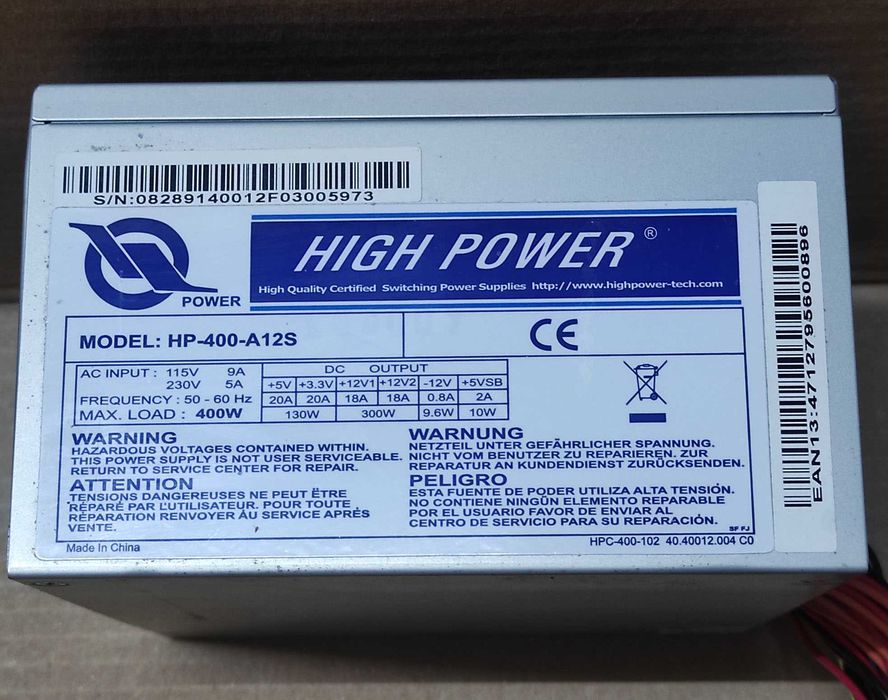 S/N:08289140012F03005973
POWER
HIGH POWER ®
High Quality Certified Switching Power Supplies http://www.highpower-tech.com
MODEL: HP-400-A12S
CE
AC INPUT : 115V 9A
230V 5A
FREQUENCY : 50 - 60 Hz
MAX. LOAD : 400W
DC OUTPUT
+5V +3.3V +12V1 +12V2 -12V +5VSB
20A 20A 18A 18A 0.8A 2A
130W 300W 9.6W 10W
WARNING
HAZARDOUS VOLTAGES CONTAINED WITHIN.
THIS POWER SUPPLY IS NOT USER SERVICEABLE.
RETURN TO SERVICE CENTER FOR REPAIR.
ATTENTION
TENSIONS DANGEREUSES NE PEUT ËTRE
RÉPARÉ PAR L'UTILISATEUR. POUR TOUTE
RÉPARATION RENVOYER ÁU SERVICE APRÉS
VENTE.
WARNUNG
NETZTEIL UNTER GEFÄHRLICHER SPANNUNG.
NICHT VOM BENUTZER ZU REPARIEREN. ZUR
REPARATUR AN KUNDENDIENST ZURÜCKSENDEN.
PELIGRO
ESTA FUENTE DE PODER UTILIZA ALTA TENSIÓN.
NO CONTIENE NINGÚN ELEMENTO REPARABLE
POR EL USUARIO FAVOR DE ENVIAR AL
CENTRO DE SERVICIO PARA SU REPARACIÓN.
SF FJ
Made in China
HPC-400-102 40.40012.004 C0
EAN13:4712795600896